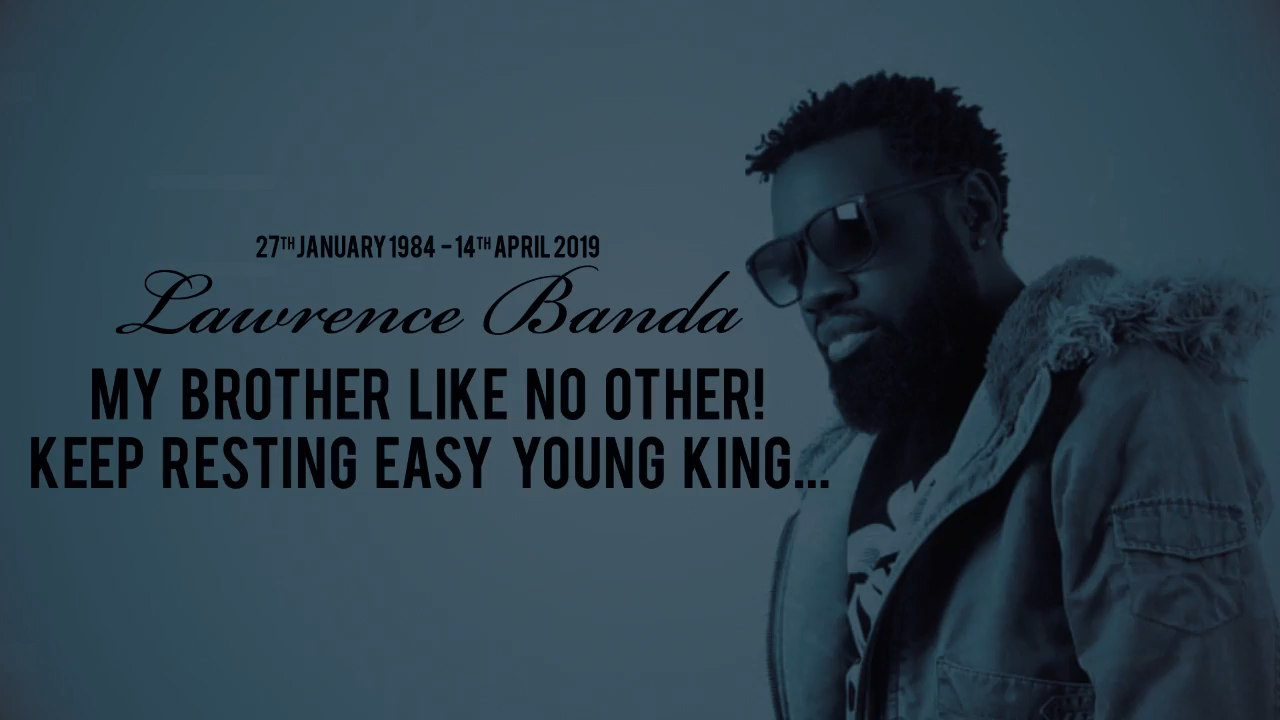 27TH JANUARY 1984 - 14TH APRIL 2019
Lawrence Banda
MY BROTHER LIKE NO OTHER!
KEEP RESTING EASY YOUNG KING...